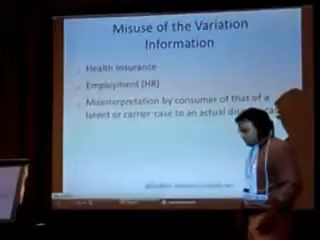 Misuse of the Variation
Information
Health Insurance
Employment (HR)
Misinterpretation by consumer of that of a
latent or carrier case to an actual